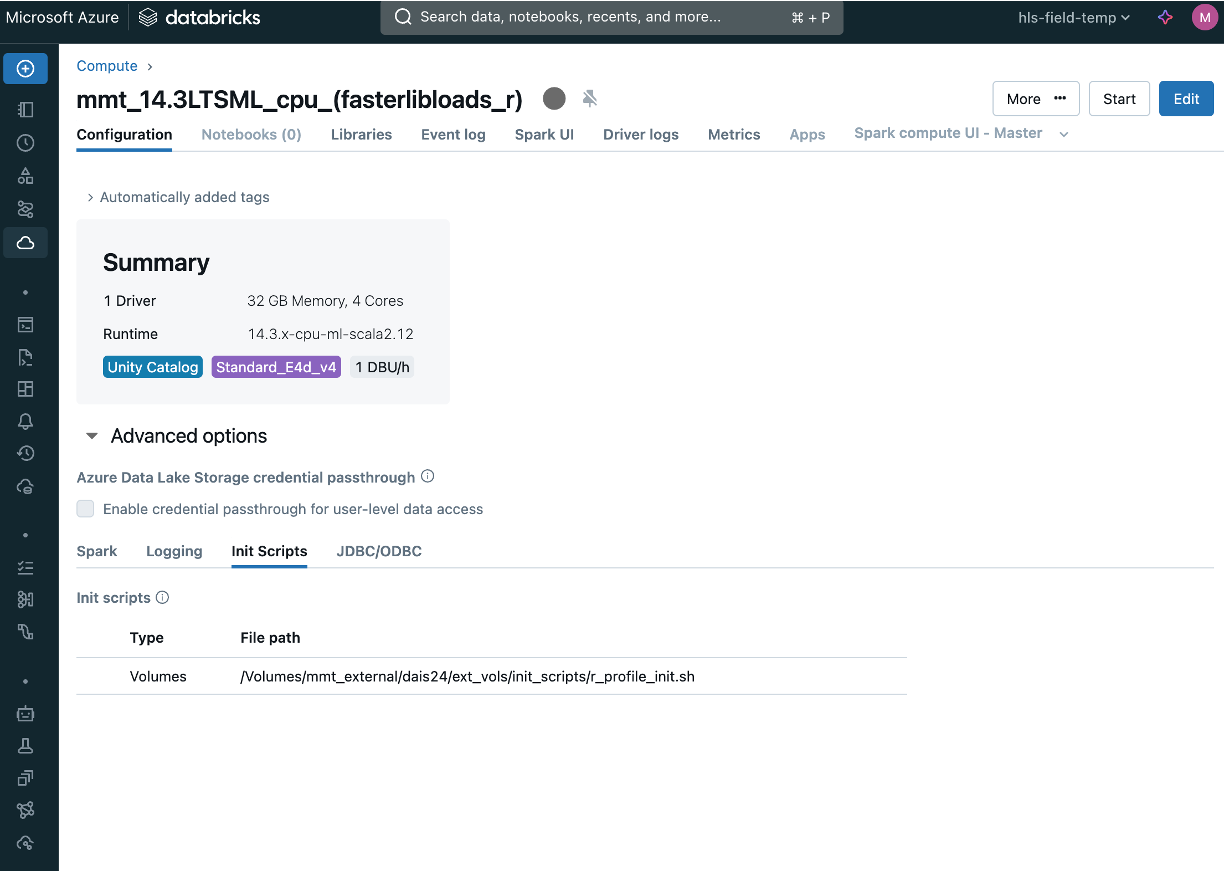 Microsoft Azure databricks Search data, notebooks, recents, and more... ⌘ + P hls-field-temp M
Compute ›
mmt_14.3LTSML_cpu_(fasterlibloads_r) More ••• Start Edit
Configuration Notebooks (0) Libraries Event log Spark UI Driver logs Metrics Apps Spark compute UI - Master
Automatically added tags
Summary
1 Driver 32 GB Memory, 4 Cores
Runtime 14.3.x-cpu-ml-scala2.12
Unity Catalog Standard_E4d_v4 1 DBU/h
Advanced options
Azure Data Lake Storage credential passthrough
Enable credential passthrough for user-level data access
Spark Logging Init Scripts JDBC/ODBC
Init scripts
Type File path
Volumes /Volumes/mmt_external/dais24/ext_vols/init_scripts/r_profile_init.sh